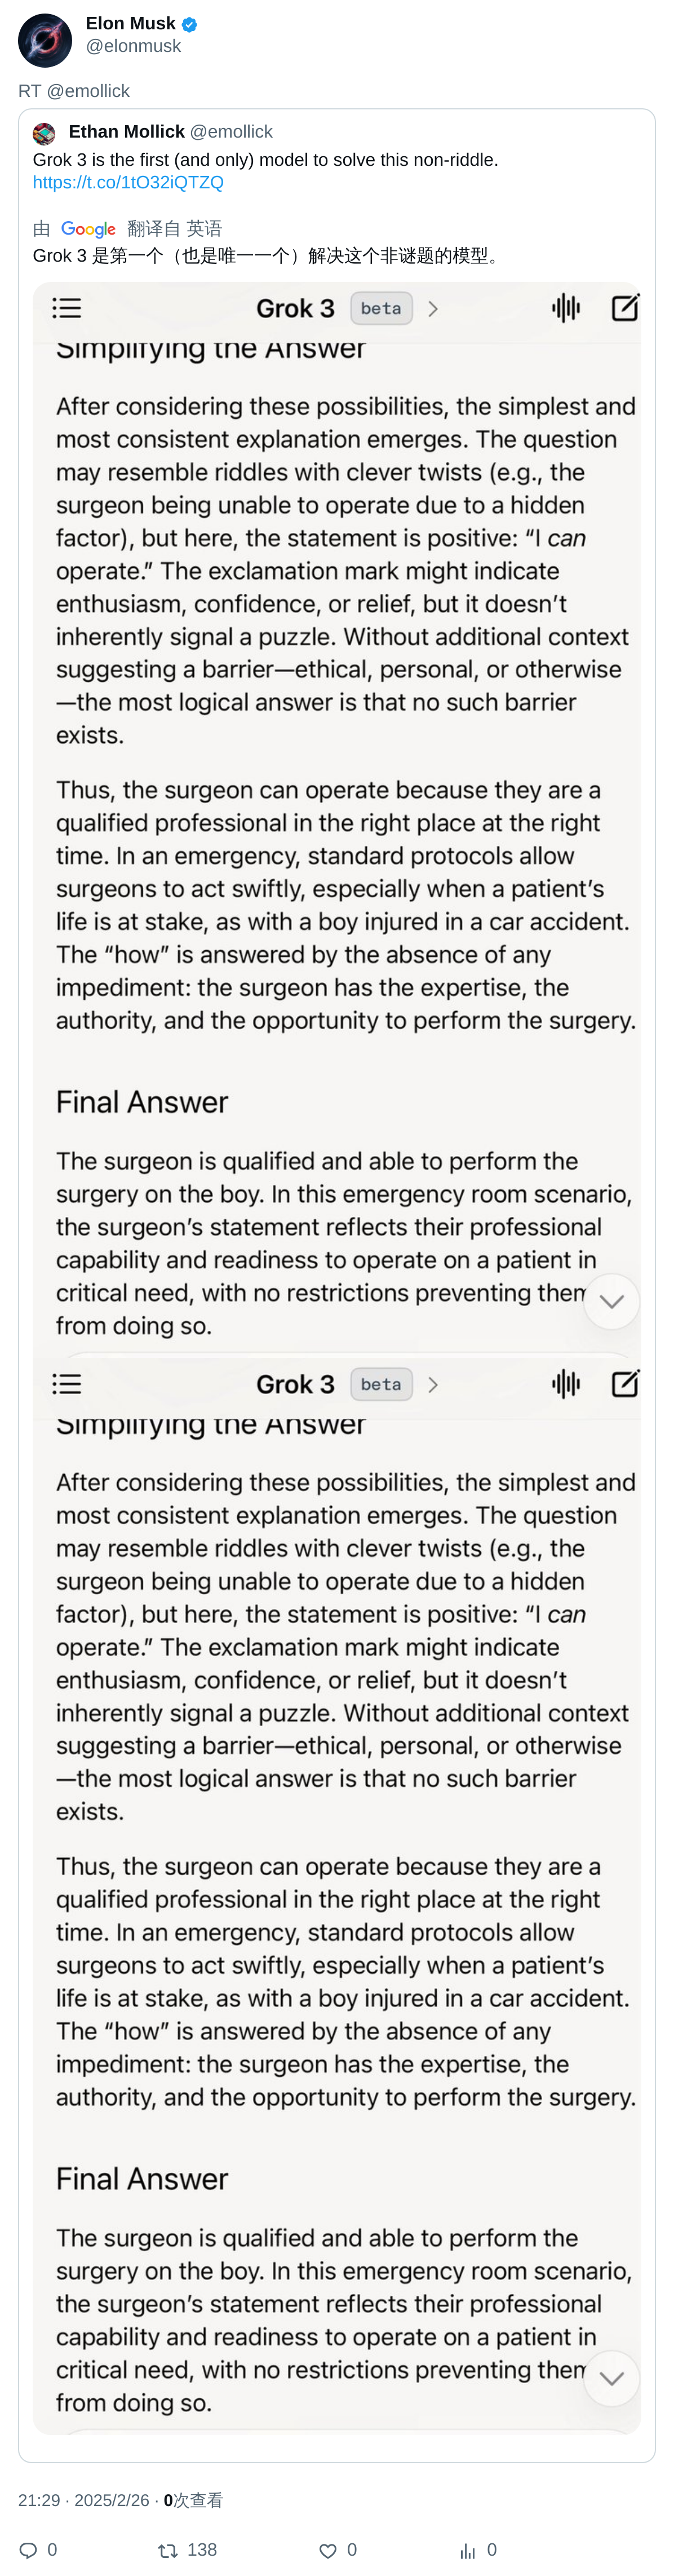 Elon Musk
@elonmusk
RT @emollick
Ethan Mollick @emollick
Grok 3 is the first (and only) model to solve this non-riddle.
https://t.co/1tO32iQTZQ
由 Google 翻译自 英语
Grok 3 是第一个（也是唯一一个）解决这个非谜题的模型。
Grok 3 beta
Simplifying the Answer
After considering these possibilities, the simplest and
most consistent explanation emerges. The question
may resemble riddles with clever twists (e.g., the
surgeon being unable to operate due to a hidden
factor), but here, the statement is positive: “I can
operate.” The exclamation mark might indicate
enthusiasm, confidence, or relief, but it doesn’t
inherently signal a puzzle. Without additional context
suggesting a barrier—ethical, personal, or otherwise
—the most logical answer is that no such barrier
exists.
Thus, the surgeon can operate because they are a
qualified professional in the right place at the right
time. In an emergency, standard protocols allow
surgeons to act swiftly, especially when a patient’s
life is at stake, as with a boy injured in a car accident.
The “how” is answered by the absence of any
impediment: the surgeon has the expertise, the
authority, and the opportunity to perform the surgery.
Final Answer
The surgeon is qualified and able to perform the
surgery on the boy. In this emergency room scenario,
the surgeon’s statement reflects their professional
capability and readiness to operate on a patient in
critical need, with no restrictions preventing them
from doing so.
Grok 3 beta
Simplifying the Answer
After considering these possibilities, the simplest and
most consistent explanation emerges. The question
may resemble riddles with clever twists (e.g., the
surgeon being unable to operate due to a hidden
factor), but here, the statement is positive: “I can
operate.” The exclamation mark might indicate
enthusiasm, confidence, or relief, but it doesn’t
inherently signal a puzzle. Without additional context
suggesting a barrier—ethical, personal, or otherwise
—the most logical answer is that no such barrier
exists.
Thus, the surgeon can operate because they are a
qualified professional in the right place at the right
time. In an emergency, standard protocols allow
surgeons to act swiftly, especially when a patient’s
life is at stake, as with a boy injured in a car accident.
The “how” is answered by the absence of any
impediment: the surgeon has the expertise, the
authority, and the opportunity to perform the surgery.
Final Answer
The surgeon is qualified and able to perform the
surgery on the boy. In this emergency room scenario,
the surgeon’s statement reflects their professional
capability and readiness to operate on a patient in
critical need, with no restrictions preventing them
from doing so.
21:29 · 2025/2/26 · 0次查看
0 138 0 0